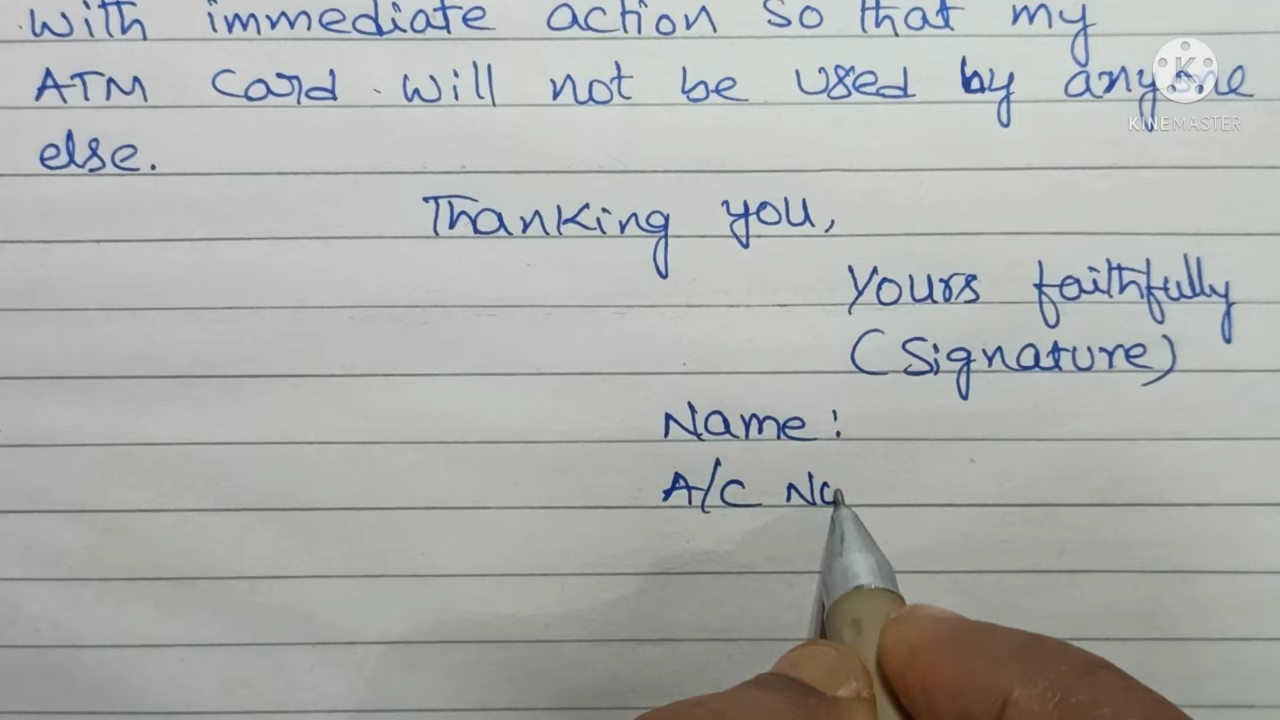 with immediate action so that my
ATM Card will not be used by anyone
else.
Thanking you,
Yours faithfully
(Signature)
Name:
A/C No
K
KINEMASTER